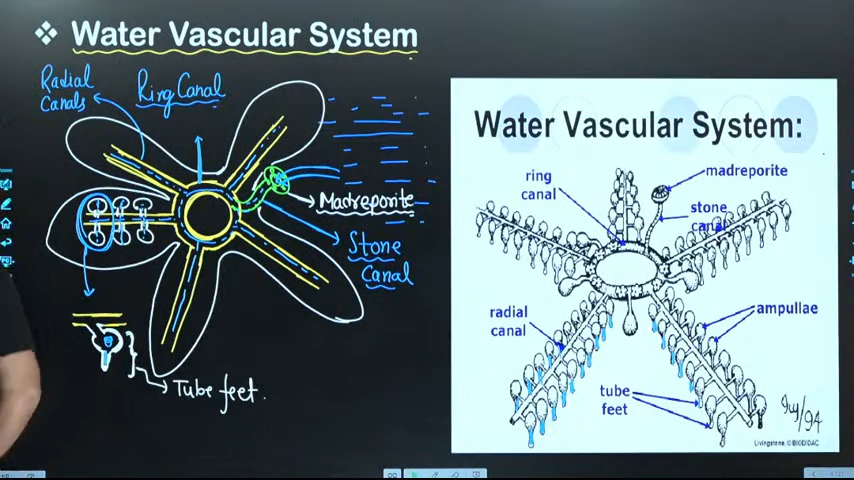 ❖ Water Vascular System
Radial
Canals
Ring Canal
Madreporite
Stone
Canal
Tube feet.
Water Vascular System:
ring
canal
madreporite
stone
canal
radial
canal
ampullae
tube
feet
Livingstone, © BIODIDAC